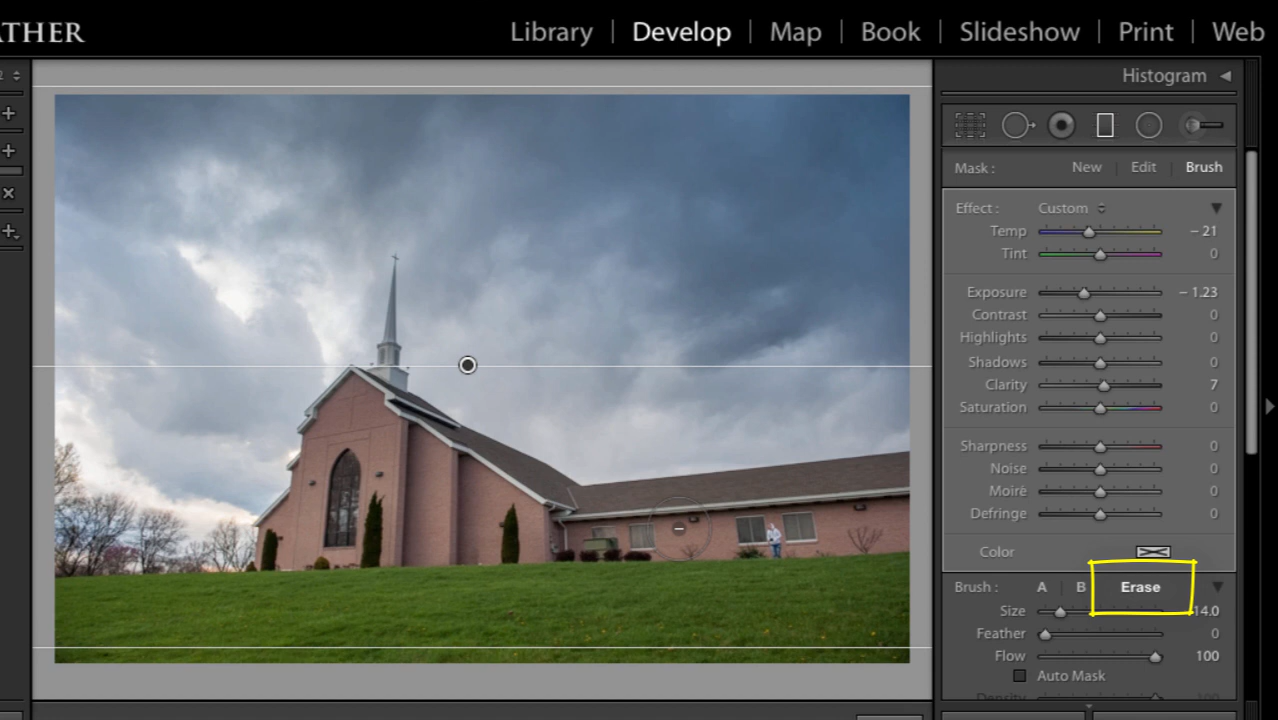 ATHER
Library | Develop | Map | Book | Slideshow | Print | Web
Histogram
Mask : New | Edit | Brush
Effect : Custom
Temp − 21
Tint 0
Exposure − 1.23
Contrast 0
Highlights 0
Shadows 0
Clarity 7
Saturation 0
Sharpness 0
Noise 0
Moiré 0
Defringe 0
Color
Brush : A | B Erase
Size 14.0
Feather 0
Flow 100
Auto Mask
Density 100